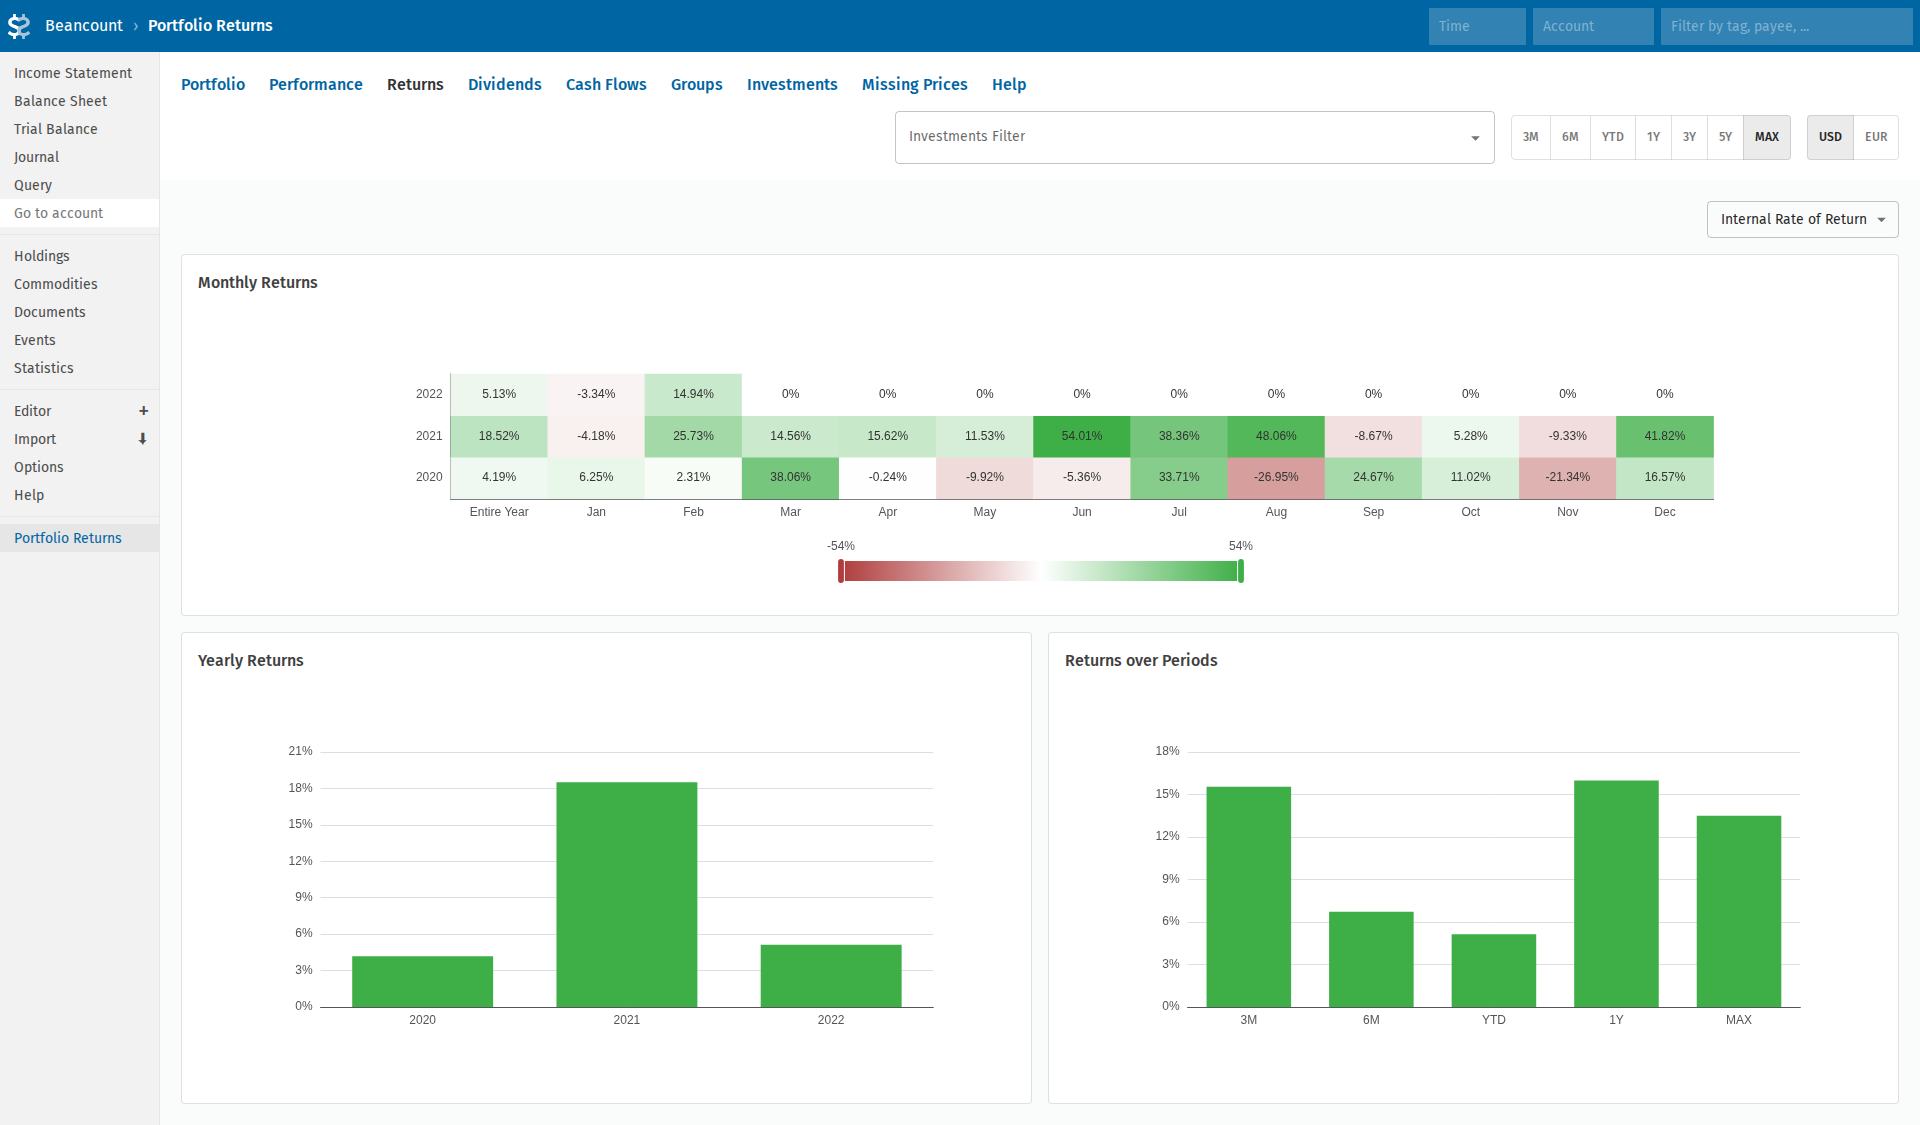 Beancount › Portfolio Returns
Time
Account
Filter by tag, payee, ...
Income Statement
Balance Sheet
Trial Balance
Journal
Query
Go to account
Holdings
Commodities
Documents
Events
Statistics
Editor +
Import
Options
Help
Portfolio Returns
Portfolio Performance Returns Dividends Cash Flows Groups Investments Missing Prices Help
Investments Filter
3M 6M YTD 1Y 3Y 5Y MAX
USD EUR
Internal Rate of Return
Monthly Returns
2022 5.13% -3.34% 14.94% 0% 0% 0% 0% 0% 0% 0% 0% 0% 0%
2021 18.52% -4.18% 25.73% 14.56% 15.62% 11.53% 54.01% 38.36% 48.06% -8.67% 5.28% -9.33% 41.82%
2020 4.19% 6.25% 2.31% 38.06% -0.24% -9.92% -5.36% 33.71% -26.95% 24.67% 11.02% -21.34% 16.57%
Entire Year Jan Feb Mar Apr May Jun Jul Aug Sep Oct Nov Dec
-54% 54%
Yearly Returns
21%
18%
15%
12%
9%
6%
3%
0%
2020 2021 2022
Returns over Periods
18%
15%
12%
9%
6%
3%
0%
3M 6M YTD 1Y MAX